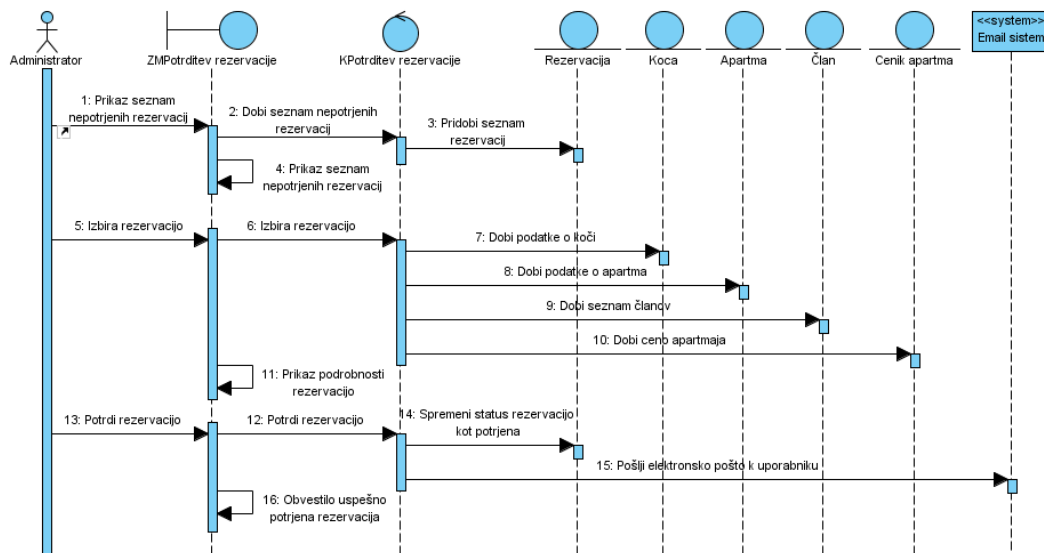 <<system>>
Email sistem
Administrator
ZMPotrditev rezervacije
KPotrditev rezervacije
Rezervacija
Koca
Apartma
Član
Cenik apartma
1: Prikaz seznam
nepotrjenih rezervacij
2: Dobi seznam nepotrjenih
rezervacij
3: Pridobi seznam
rezervacij
4: Prikaz seznam
nepotrjenih rezervacij
5: Izbira rezervacijo
6: Izbira rezervacijo
7: Dobi podatke o koči
8: Dobi podatke o apartma
9: Dobi seznam članov
10: Dobi ceno apartmaja
11: Prikaz podrobnosti
rezervacijo
13: Potrdi rezervacijo
12: Potrdi rezervacijo
14: Spremeni status rezervacijo
kot potrjena
15: Pošlji elektronsko pošto k uporabniku
16: Obvestilo uspešno
potrjena rezervacija